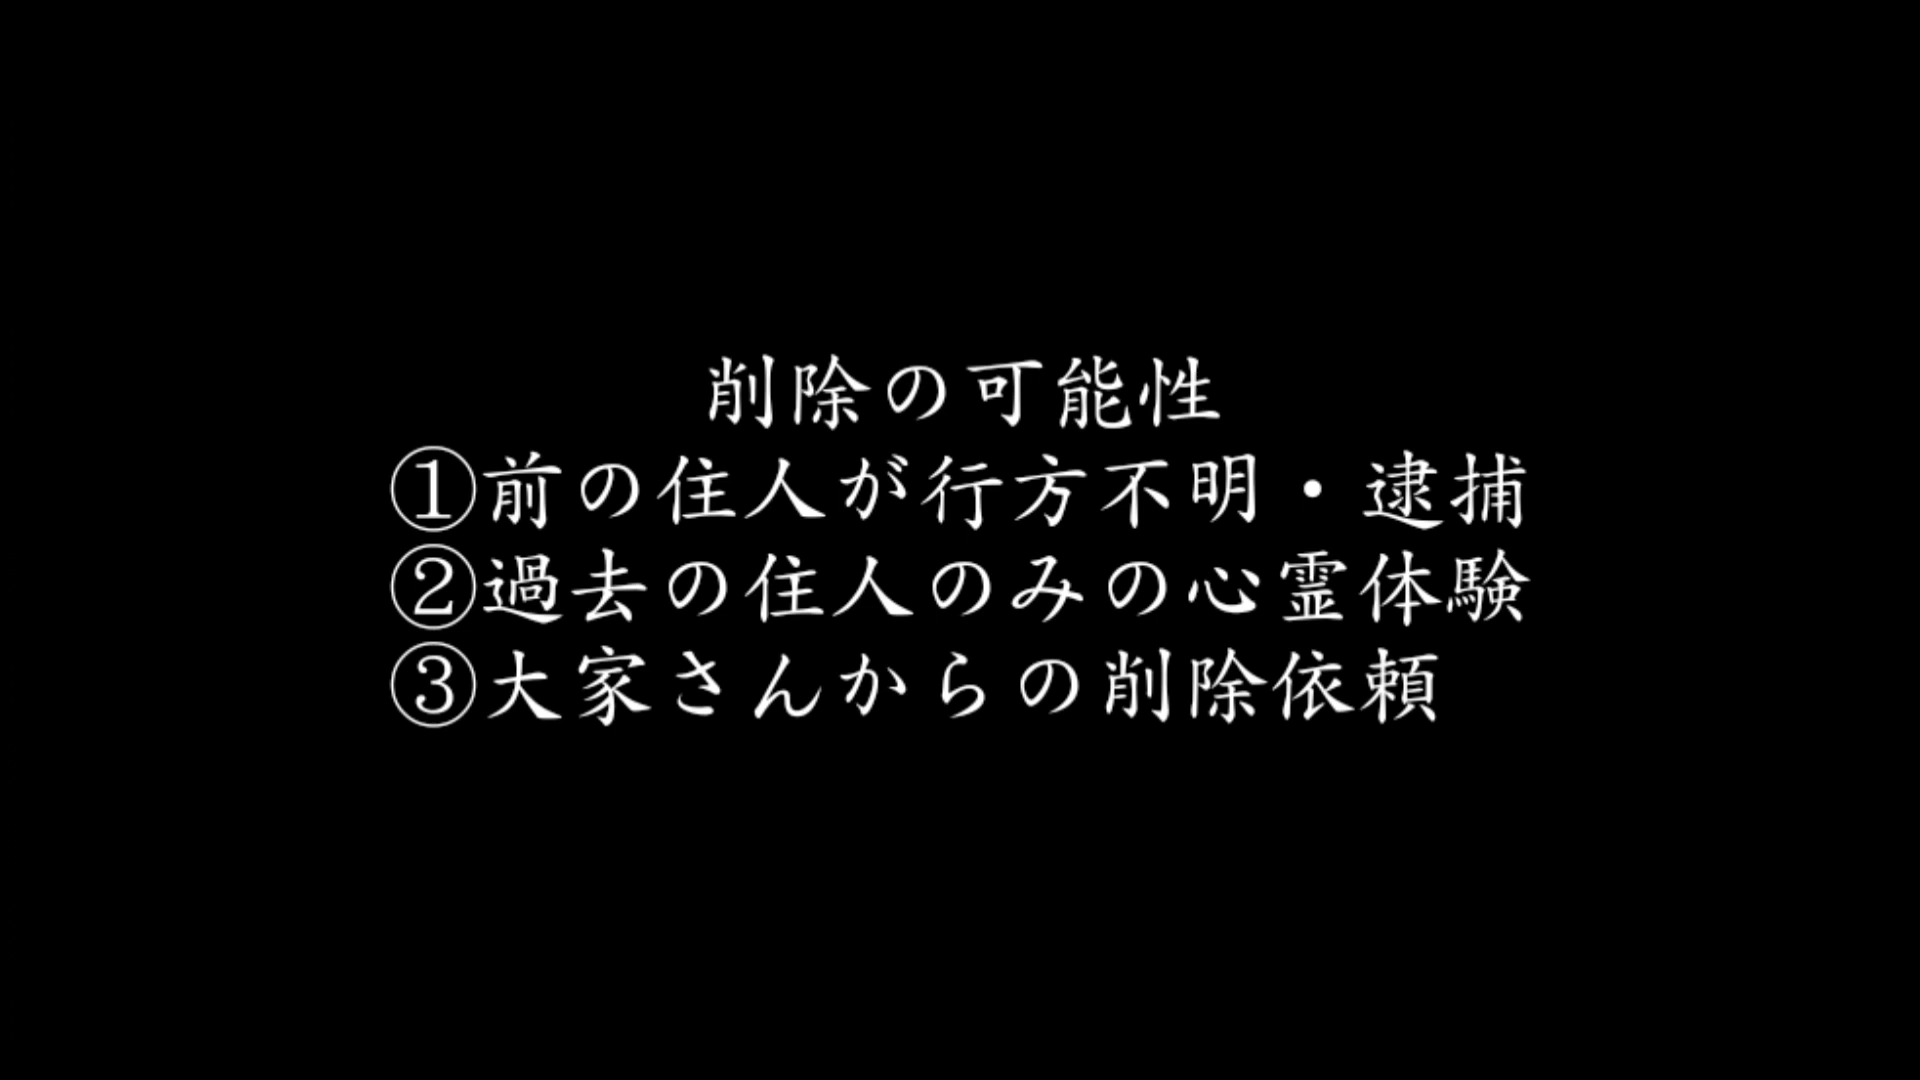 削除の可能性
①前の住人が行方不明・逮捕
②過去の住人のみの心霊体験
③大家さんからの削除依頼